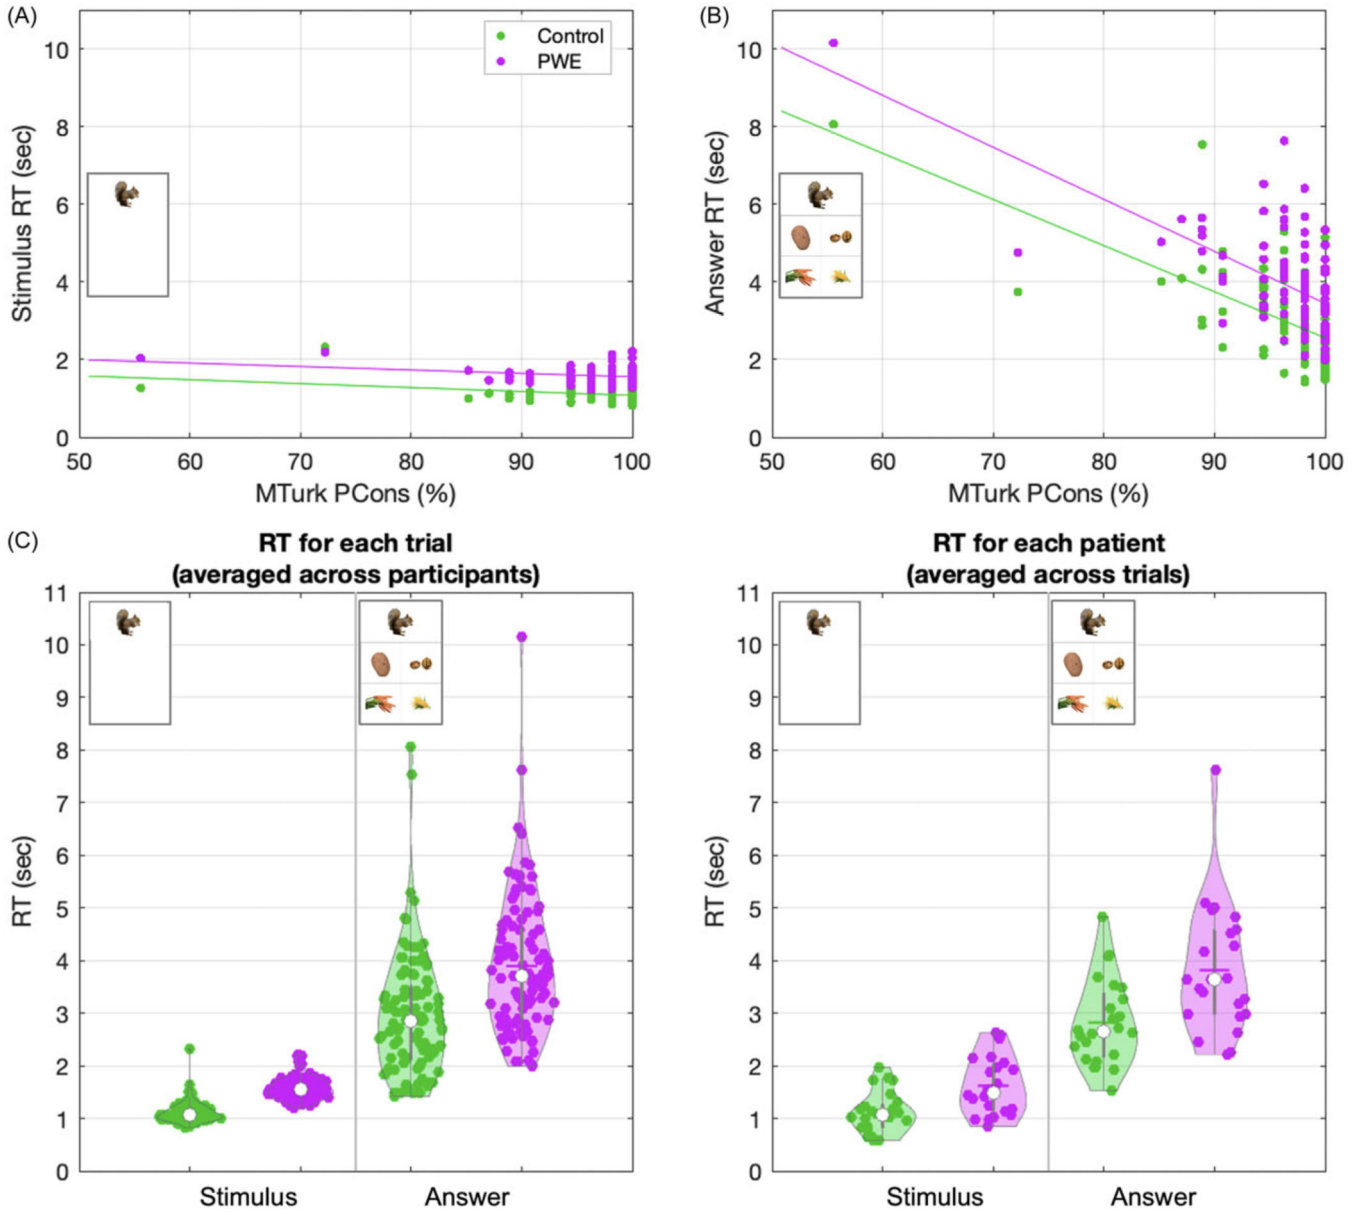 (A)
Control
PWE
10
8
6
4
2
0
Stimulus RT (sec)
50 60 70 80 90 100
MTurk PCons (%)
(B)
10
8
6
4
2
0
Answer RT (sec)
50 60 70 80 90 100
MTurk PCons (%)
(C)
RT for each trial
(averaged across participants)
11
10
9
8
7
6
5
4
3
2
1
0
RT (sec)
Stimulus Answer
RT for each patient
(averaged across trials)
11
10
9
8
7
6
5
4
3
2
1
0
RT (sec)
Stimulus Answer